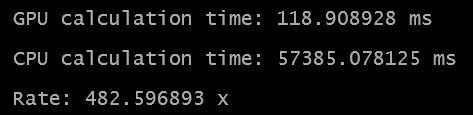 GPU calculation time: 118.908928 ms
CPU calculation time: 57385.078125 ms
Rate: 482.596893 x